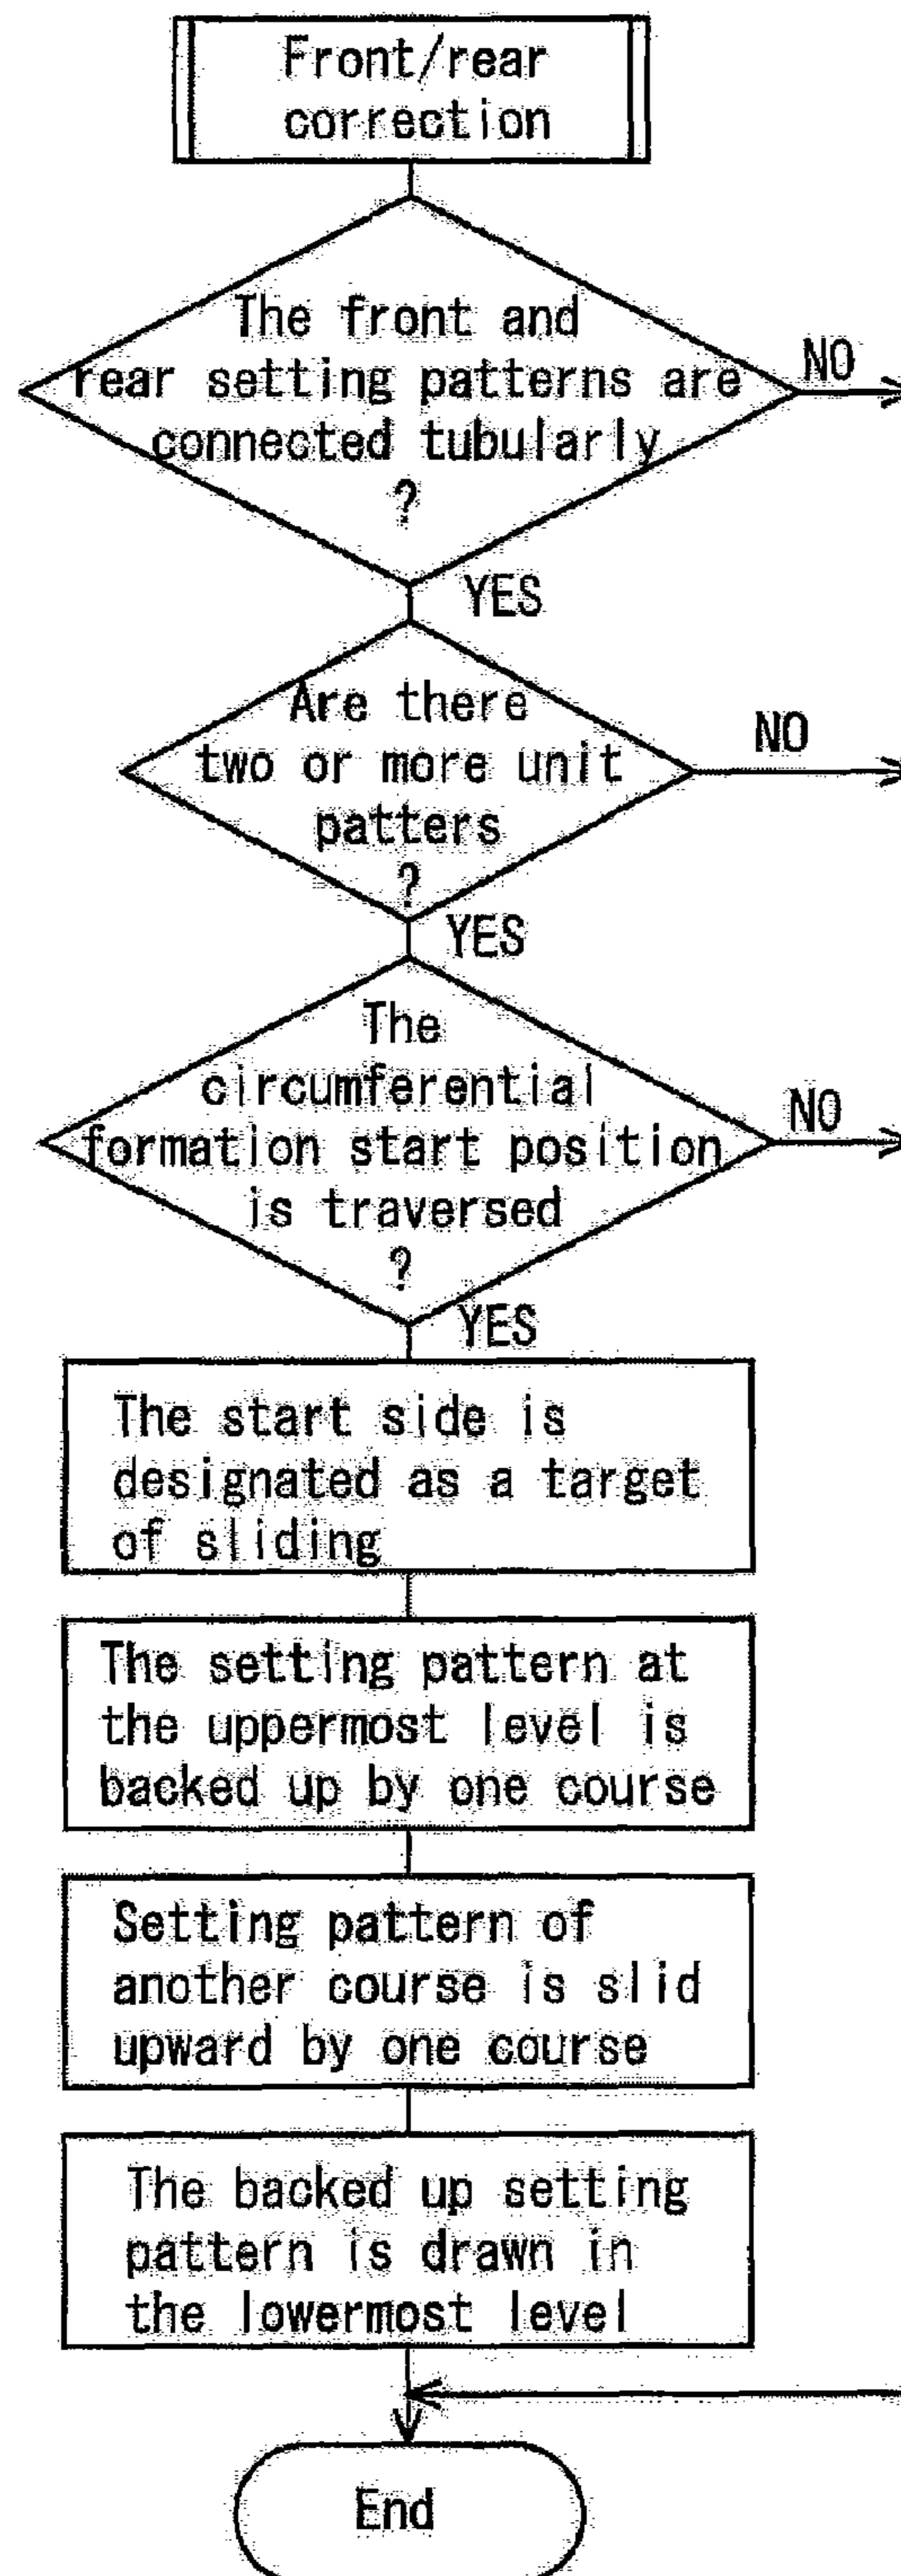 Front/rear
correction
The front and
rear setting patterns are
connected tubularly
?
NO
YES
Are there
two or more unit
patters
?
NO
YES
The
circumferential
formation start position
is traversed
?
NO
YES
The start side is
designated as a target
of sliding
The setting pattern at
the uppermost level is
backed up by one course
Setting pattern of
another course is slid
upward by one course
The backed up setting
pattern is drawn in
the lowermost level
End